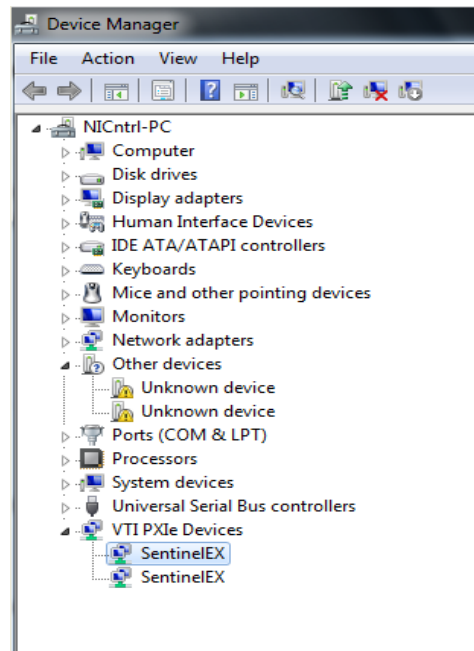 Device Manager
File Action View Help
NICntrl-PC
Computer
Disk drives
Display adapters
Human Interface Devices
IDE ATA/ATAPI controllers
Keyboards
Mice and other pointing devices
Monitors
Network adapters
Other devices
Unknown device
Unknown device
Ports (COM & LPT)
Processors
System devices
Universal Serial Bus controllers
VTI PXIe Devices
SentinelEX
SentinelEX